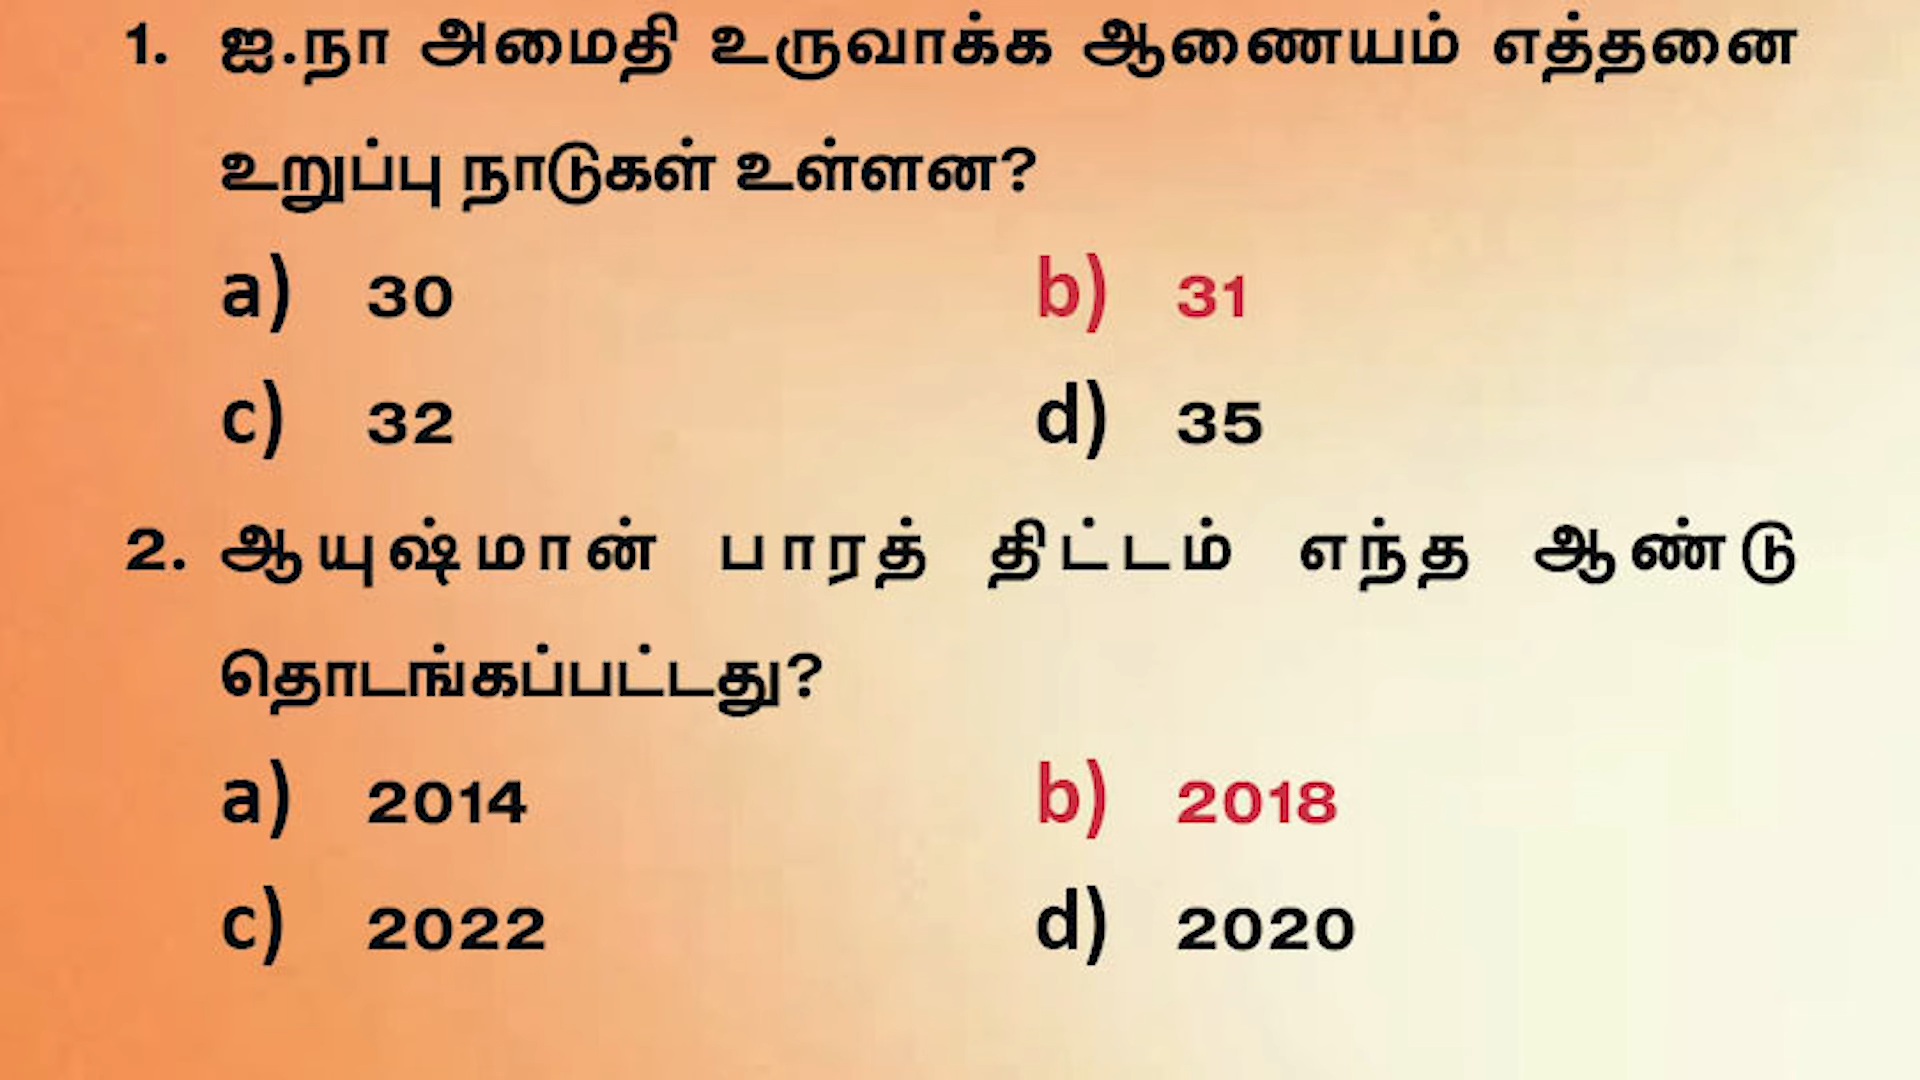 1. ஐ.நா அமைதி உருவாக்க ஆணையம் எத்தனை
உறுப்பு நாடுகள் உள்ளன?
a) 30 b) 31
c) 32 d) 35
2. ஆயுஷ்மான் பாரத் திட்டம் எந்த ஆண்டு
தொடங்கப்பட்டது?
a) 2014 b) 2018
c) 2022 d) 2020